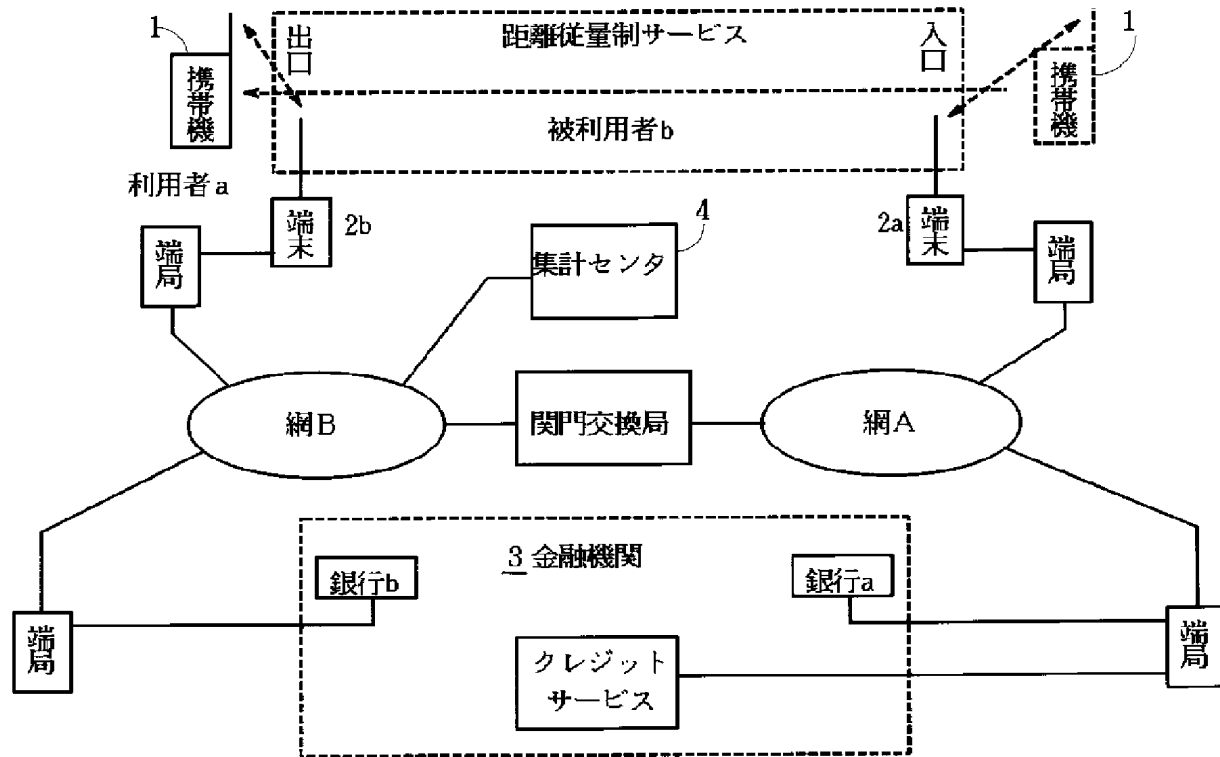 1
距離従量制サービス
出口
入口
1
携帯機
携帯機
被利用者b
利用者a
端末
2b
端局
集計センタ
4
2a
端末
端局
網B
関門交換局
網A
3 金融機関
銀行b
銀行a
端局
クレジット
サービス
端局